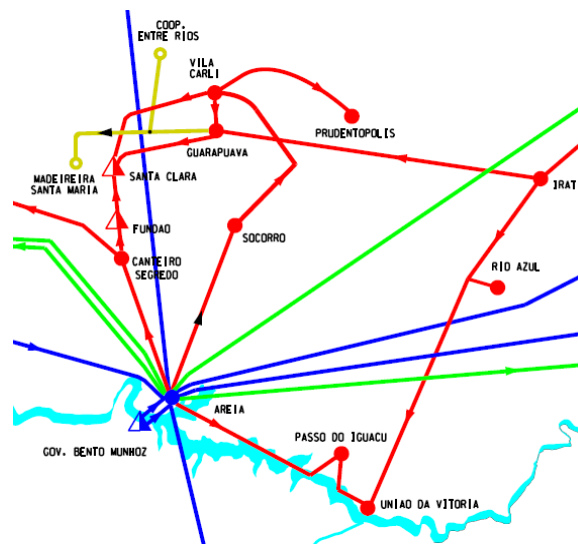 COOP.
ENTRE RIOS
VILA
CARLI
PRUDENTOPOLIS
GUARAPUAVA
MADEIREIRA
SANTA MARIA
SANTA CLARA
IRAT
FUNDAO
SOCORRO
CANTEIRO
SEGREDO
RIO AZUL
AREIA
GOV. BENTO MUNHOZ
PASSO DO IGUACU
UNIAO DA VITORIA